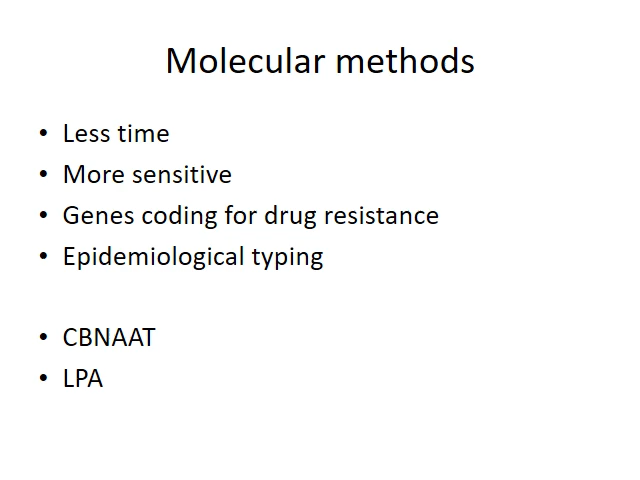 Molecular methods
• Less time
• More sensitive
• Genes coding for drug resistance
• Epidemiological typing
• CBNAAT
• LPA